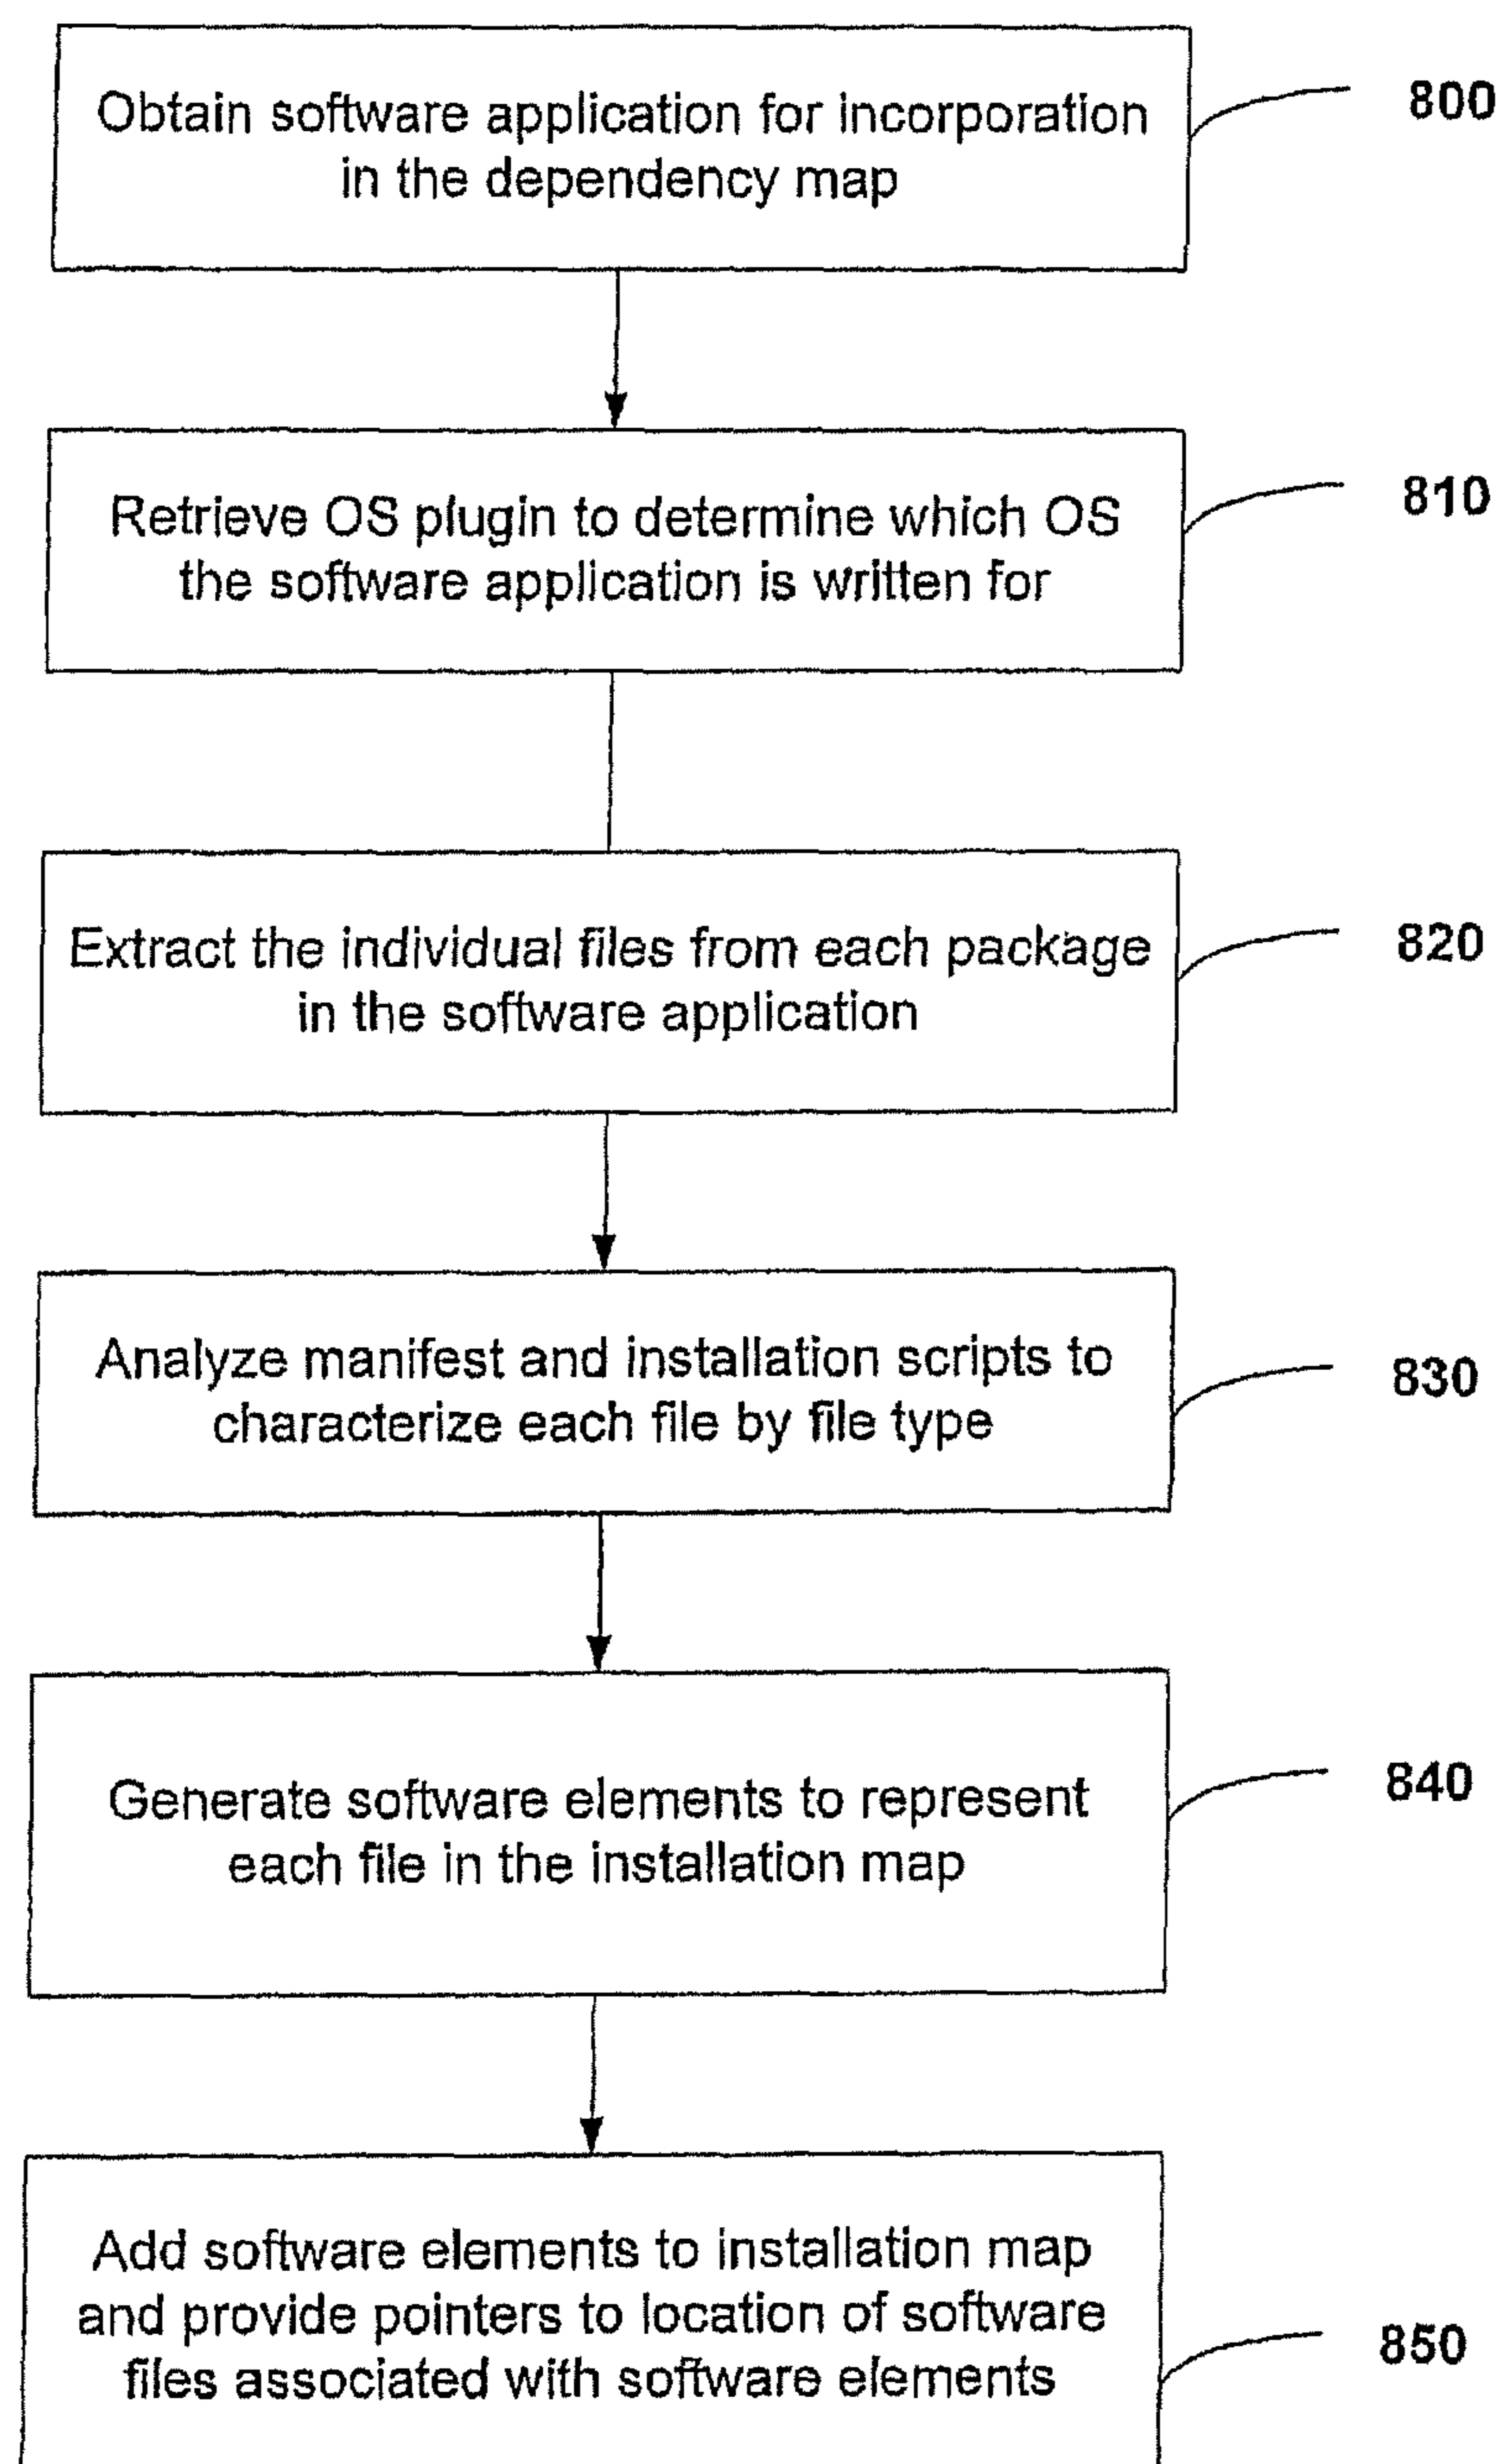 Obtain software application for incorporation
in the dependency map
800
Retrieve OS plugin to determine which OS
the software application is written for
810
Extract the individual files from each package
in the software application
820
Analyze manifest and installation scripts to
characterize each file by file type
830
Generate software elements to represent
each file in the installation map
840
Add software elements to installation map
and provide pointers to location of software
files associated with software elements
850